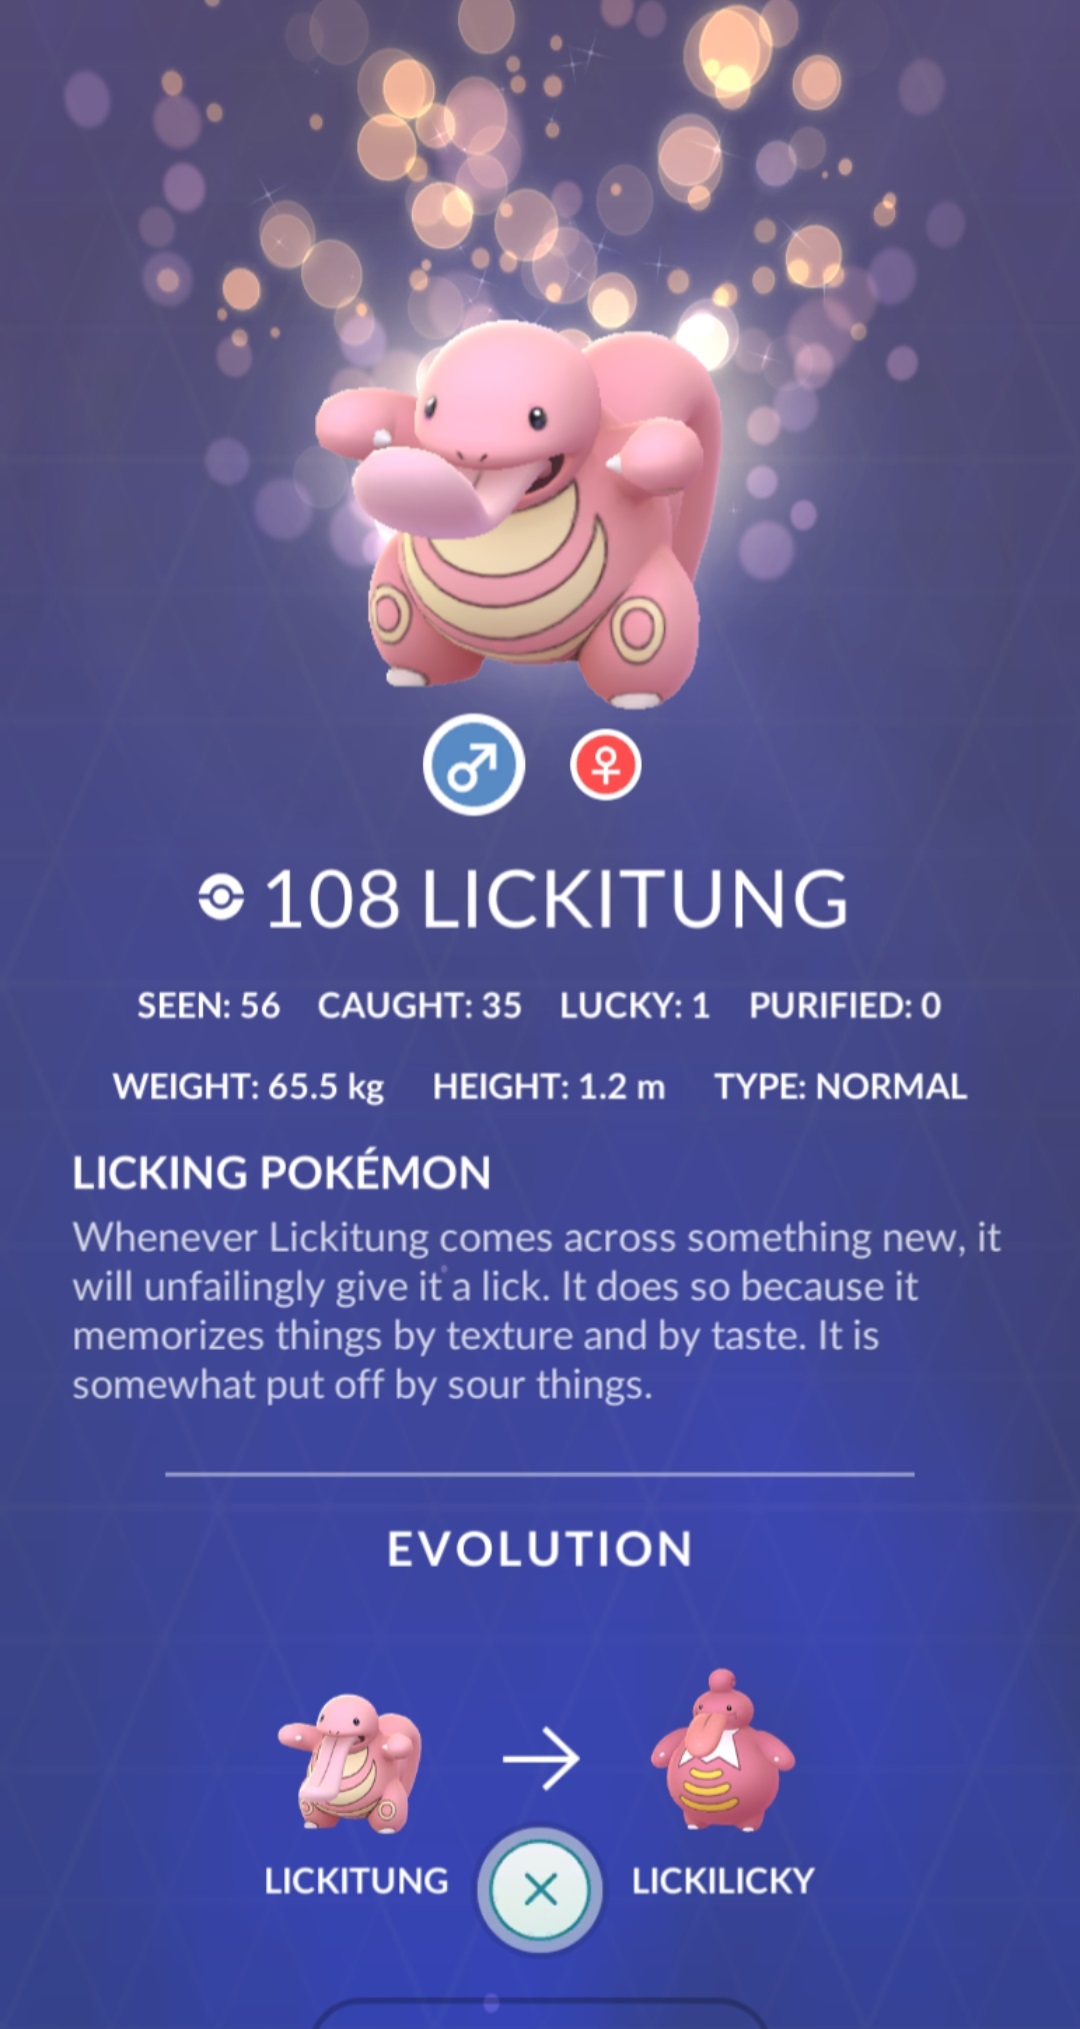 108 LICKITUNG
SEEN: 56 CAUGHT: 35 LUCKY: 1 PURIFIED: 0
WEIGHT: 65.5 kg HEIGHT: 1.2 m TYPE: NORMAL
LICKING POKÉMON
Whenever Lickitung comes across something new, it
will unfailingly give it a lick. It does so because it
memorizes things by texture and by taste. It is
somewhat put off by sour things.
EVOLUTION
LICKITUNG LICKILICKY